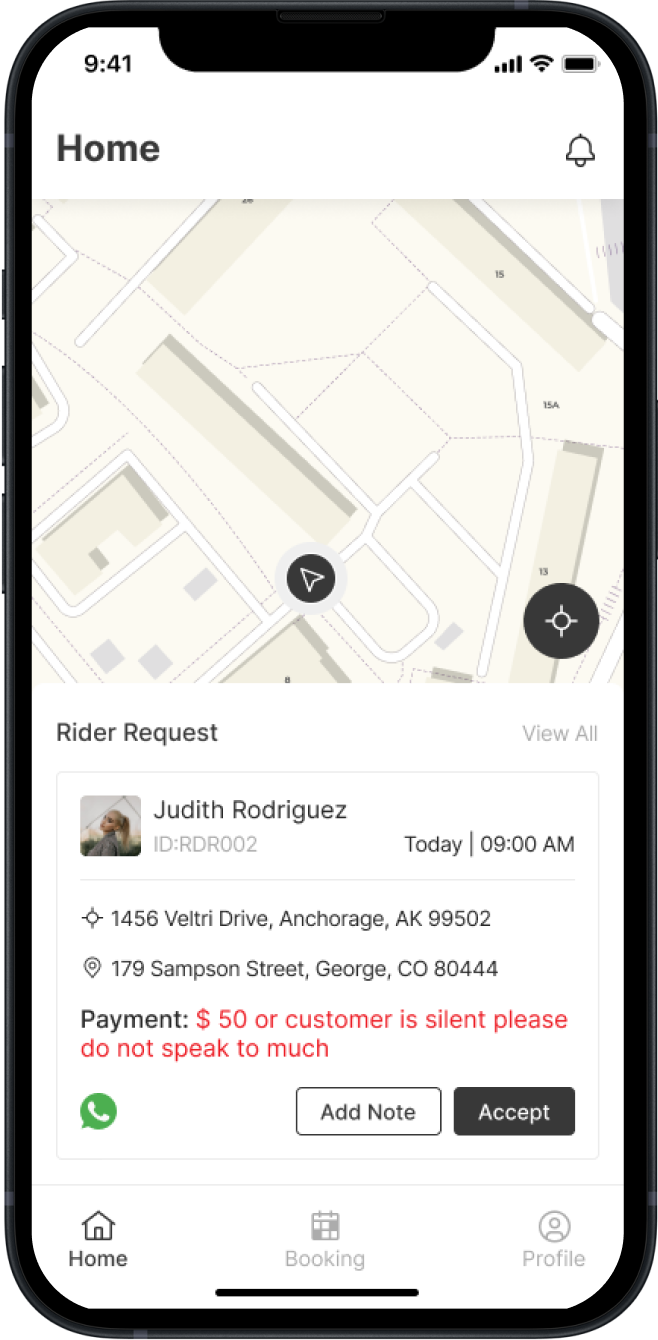 9:41
Home
26
15
15A
13
8
Rider Request
View All
Judith Rodriguez
ID:RDR002
Today | 09:00 AM
1456 Veltri Drive, Anchorage, AK 99502
179 Sampson Street, George, CO 80444
Payment: $ 50 or customer is silent please
do not speak to much
Add Note
Accept
Home
Booking
Profile